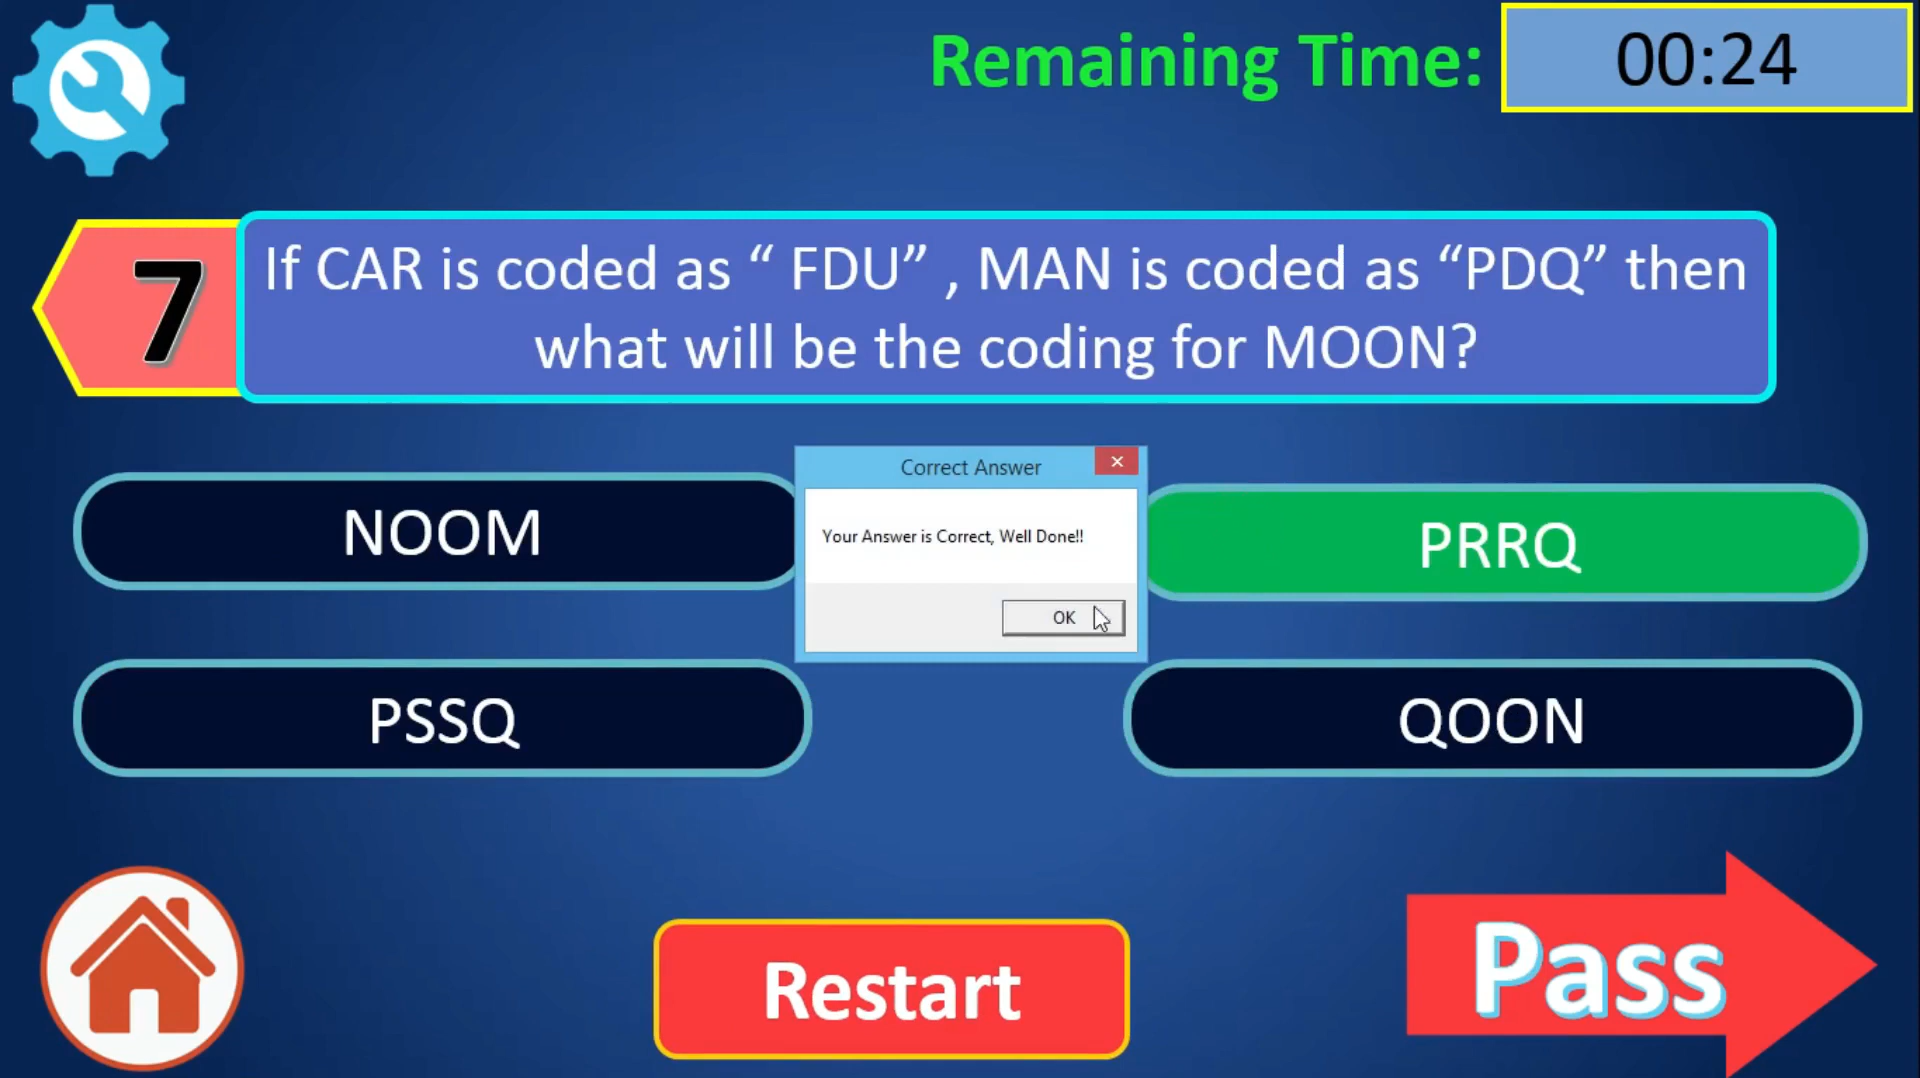 Remaining Time: 00:24
7
If CAR is coded as “ FDU” , MAN is coded as “PDQ” then
what will be the coding for MOON?
NOOM
Correct Answer
Your Answer is Correct, Well Done!!
OK
PRRQ
PSSQ
QOON
Restart
Pass